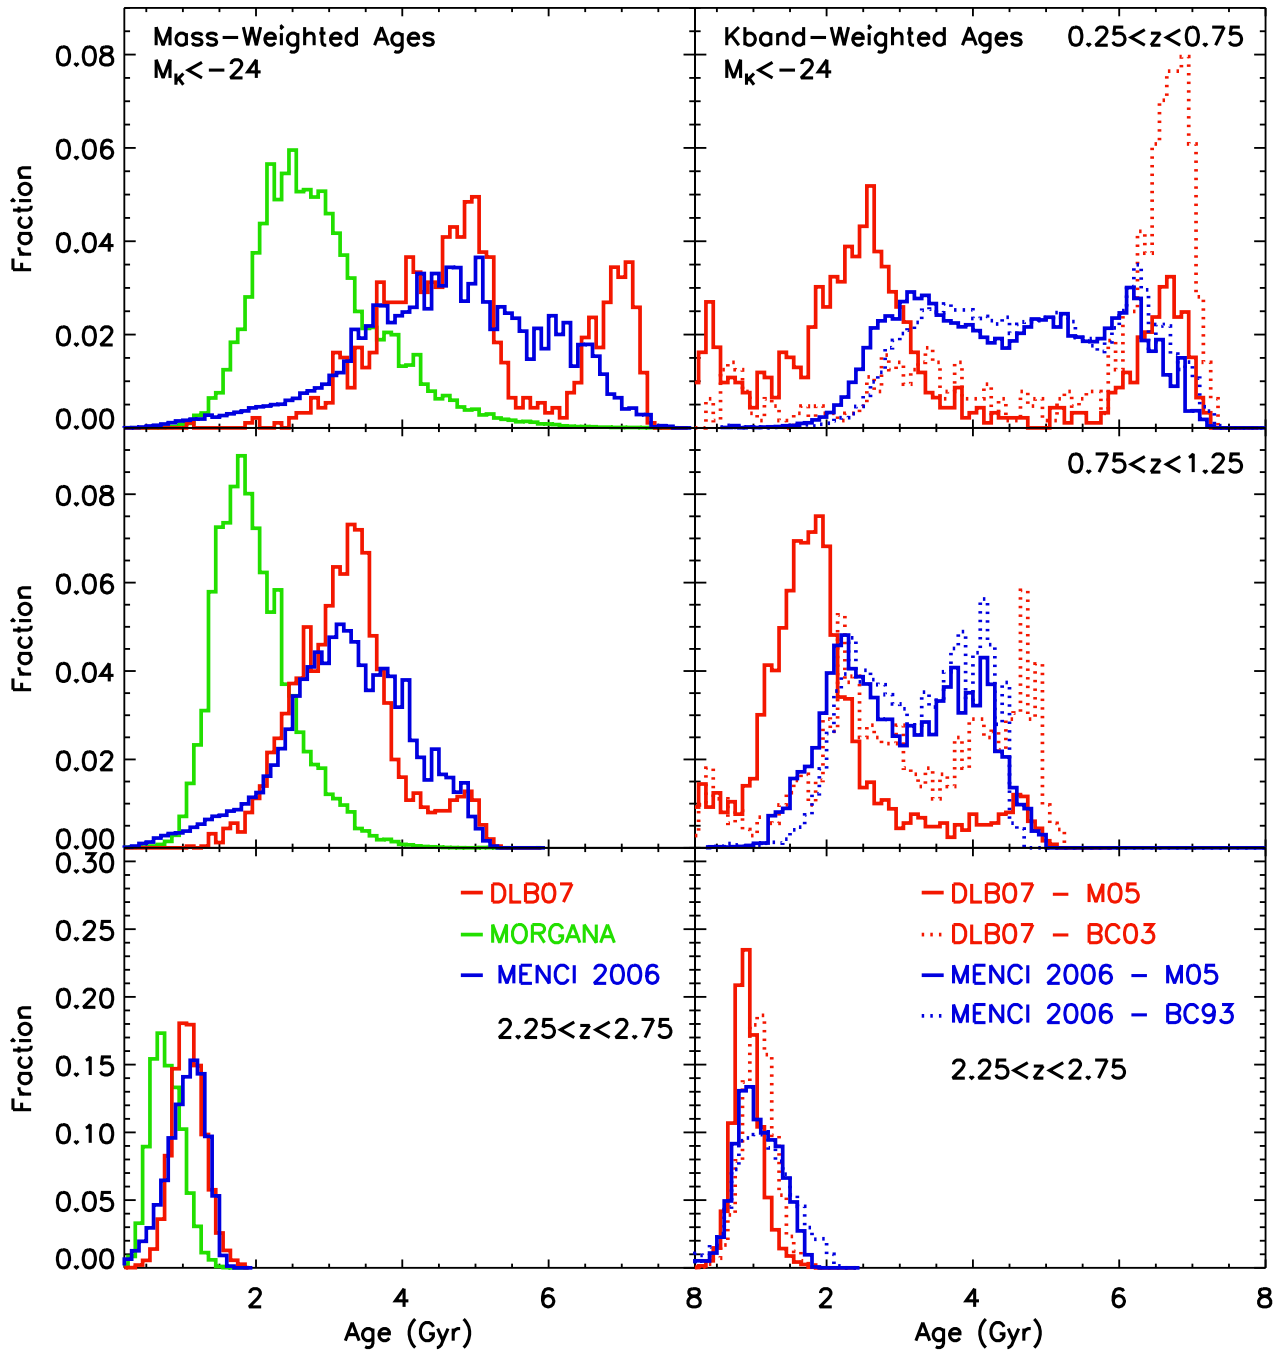 Mass-Weighted Ages
M_K<-24
Kband-Weighted Ages 0.25<z<0.75
M_K<-24
0.08
0.06
0.04
0.02
0.00
Fraction
0.75<z<1.25
0.08
0.06
0.04
0.02
0.00
Fraction
0.30
0.25
0.20
0.15
0.10
0.05
0.00
Fraction
DLB07
MORGANA
MENCI 2006
2.25<z<2.75
DLB07 - M05
DLB07 - BC03
MENCI 2006 - M05
MENCI 2006 - BC93
2.25<z<2.75
2 4 6 8 2 4 6 8
Age (Gyr) Age (Gyr)